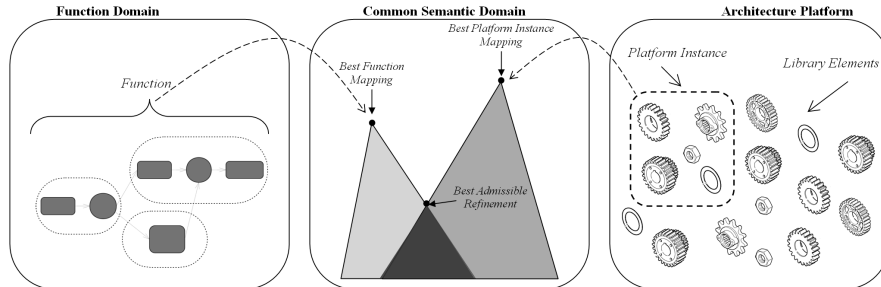 Function Domain
Common Semantic Domain
Architecture Platform
Function
Best Function
Mapping
Best Platform Instance
Mapping
Best Admissible
Refinement
Platform Instance
Library Elements